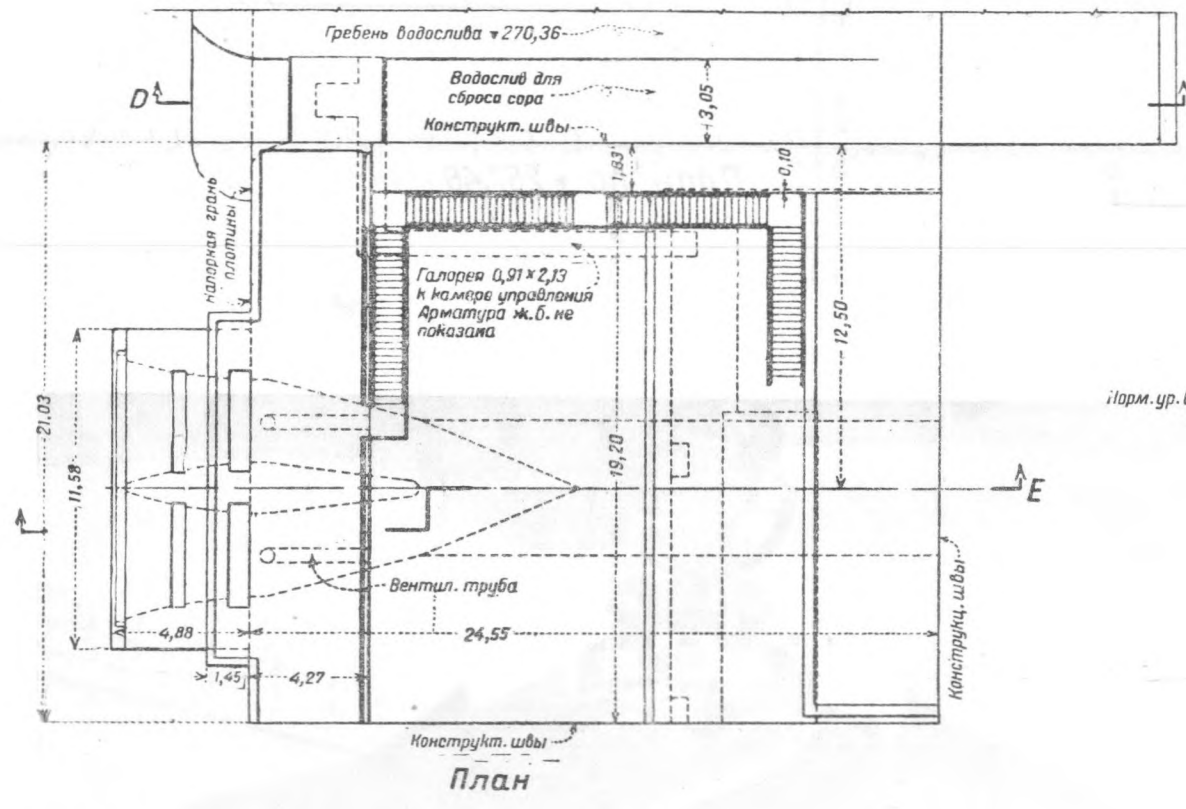 Гребень водослива ▾ 270,36
D
Водослив для
сброса сора
3,05
Конструкт. швы
1,83
0,10
Напорная грань
плотины
Галерея 0,91 × 2,13
к камере управления
Арматура ж.б. не
показана
12,50
Норм. ур.
21,03
11,58
19,20
E
Вентил. труба
4,88
24,55
1,45
4,27
Конструкц. швы
Конструкт. швы
План